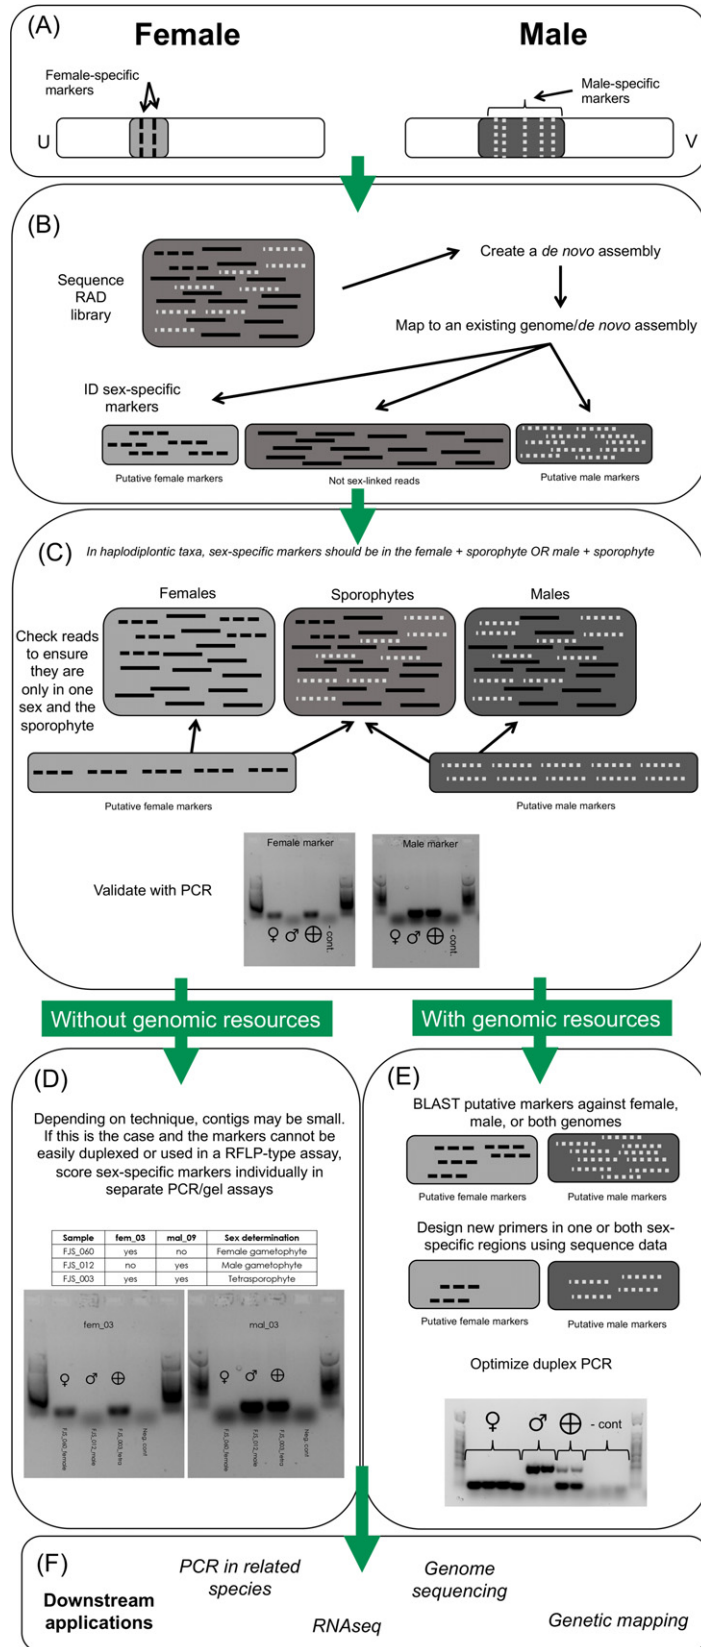 (A)
Female
Male
Female-specific
markers
Male-specific
markers
U
V
(B)
Sequence
RAD
library
Create a de novo assembly
Map to an existing genome/de novo assembly
ID sex-specific
markers
Putative female markers
Not sex-linked reads
Putative male markers
(C)
In haplodiplontic taxa, sex-specific markers should be in the female + sporophyte OR male + sporophyte
Females
Sporophytes
Males
Check reads
to ensure
they are
only in one
sex and the
sporophyte
Putative female markers
Putative male markers
Validate with PCR
Female marker
♀ ♂ ⊕ - cont.
Male marker
♀ ♂ ⊕ - cont.
Without genomic resources
With genomic resources
(D)
Depending on technique, contigs may be small.
If this is the case and the markers cannot be
easily duplexed or used in a RFLP-type assay,
score sex-specific markers individually in
separate PCR/gel assays
Sample fem_03 mal_09 Sex determination
FJS_060 yes no Female gametophyte
FJS_012 no yes Male gametophyte
FJS_003 yes yes Tetrasporophyte
fem_03
♀ ♂ ⊕
FJS_060_female
FJS_012_male
FJS_003_tetra
Neg. cont
mal_03
♀ ♂ ⊕
FJS_060_female
FJS_012_male
FJS_003_tetra
Neg. cont
(E)
BLAST putative markers against female,
male, or both genomes
Putative female markers
Putative male markers
Design new primers in one or both sex-
specific regions using sequence data
Putative female markers
Putative male markers
Optimize duplex PCR
♀ ♂ ⊕ - cont
(F)
Downstream
applications
PCR in related
species
RNAseq
Genome
sequencing
Genetic mapping